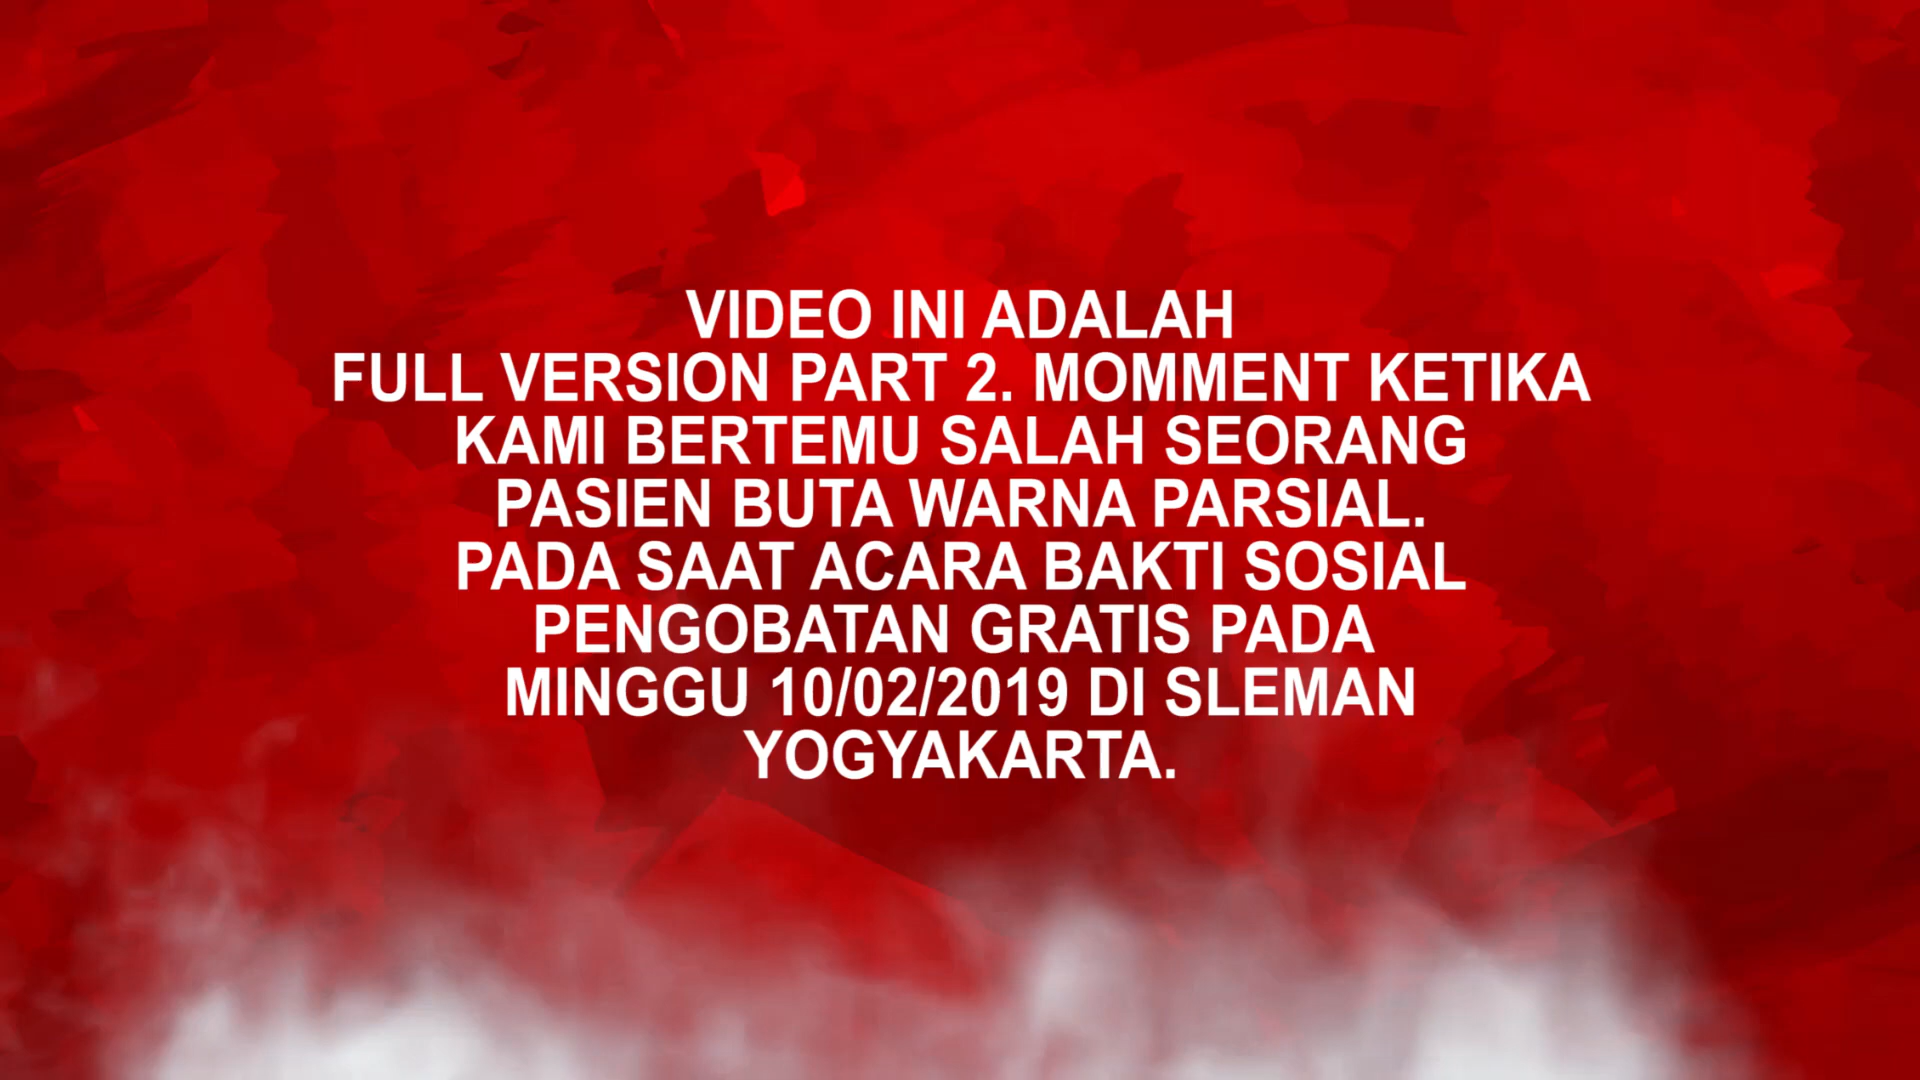 VIDEO INI ADALAH
FULL VERSION PART 2. MOMMENT KETIKA
KAMI BERTEMU SALAH SEORANG
PASIEN BUTA WARNA PARSIAL.
PADA SAAT ACARA BAKTI SOSIAL
PENGOBATAN GRATIS PADA
MINGGU 10/02/2019 DI SLEMAN
YOGYAKARTA.